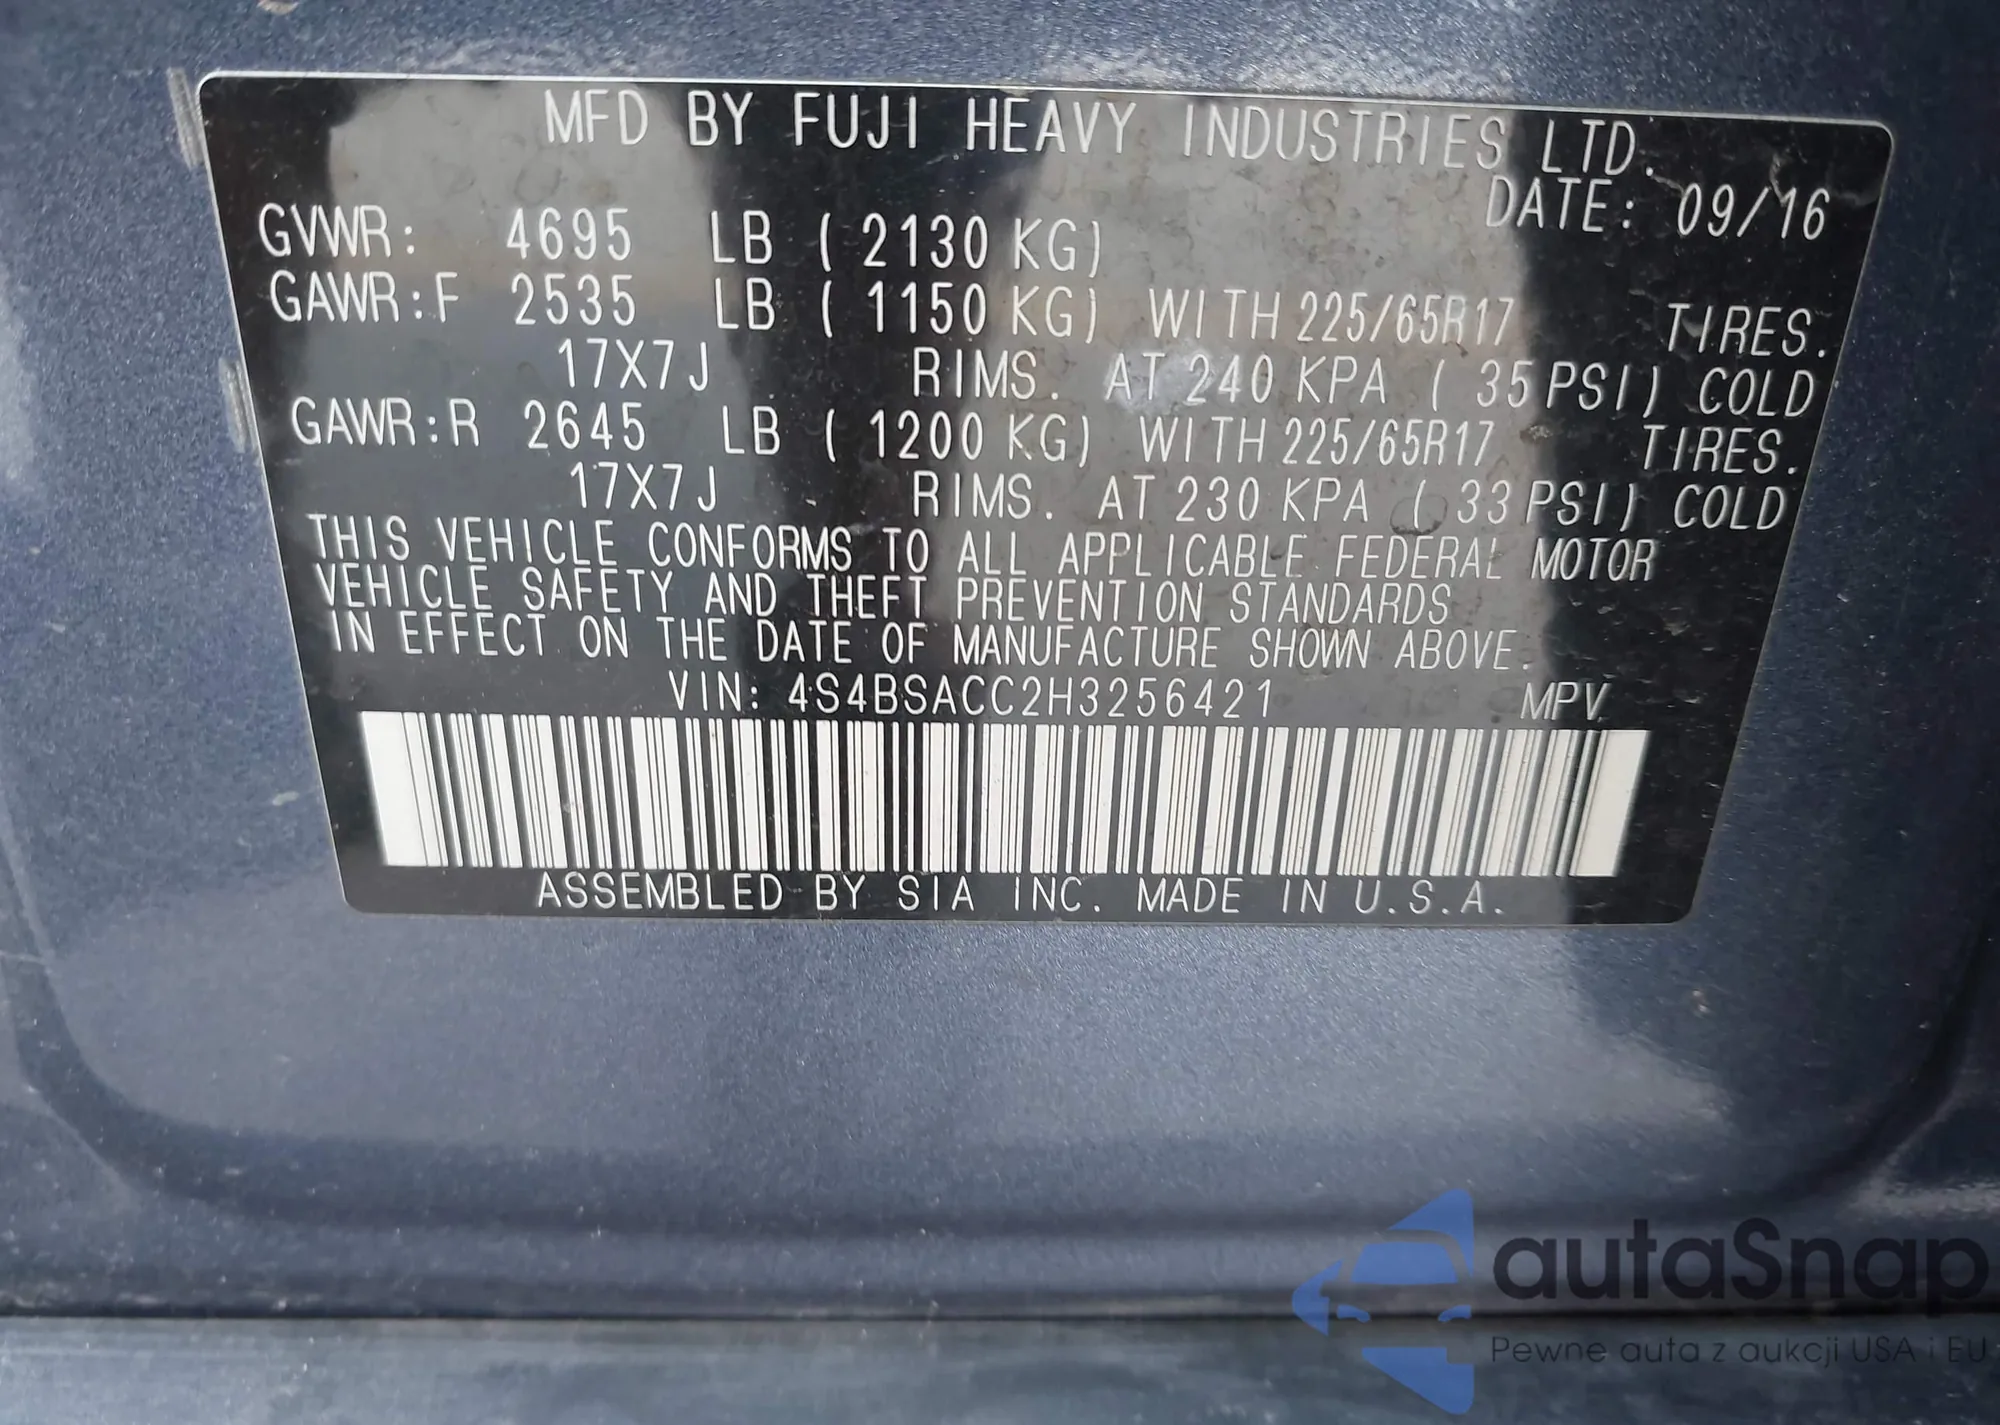 MFD BY FUJI HEAVY INDUSTRIES LTD.
DATE: 09/16
GVWR: 4695 LB ( 2130 KG)
GAWR:F 2535 LB ( 1150 KG) WITH 225/65R17 TIRES.
17X7J RIMS. AT 240 KPA ( 35 PSI) COLD
GAWR:R 2645 LB ( 1200 KG) WITH 225/65R17 TIRES.
17X7J RIMS. AT 230 KPA ( 33 PSI) COLD
THIS VEHICLE CONFORMS TO ALL APPLICABLE FEDERAL MOTOR
VEHICLE SAFETY AND THEFT PREVENTION STANDARDS
IN EFFECT ON THE DATE OF MANUFACTURE SHOWN ABOVE.
VIN: 4S4BSACC2H3256421 MPV
ASSEMBLED BY SIA INC. MADE IN U.S.A.
autaSnap
Pewne auta z aukcji USA i EU